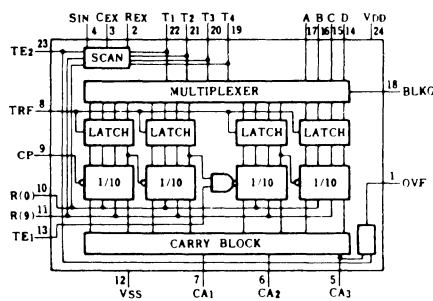 SIN CEX REX T1 T2 T3 T4 A B C D VDD
4 3 2 22 21 20 19 17 16 15 14 24
TE2 23
SCAN
MULTIPLEXER
18 BLKG
TRF 8
LATCH LATCH LATCH LATCH
CP 9
1/10 1/10 1/10 1/10
R(0) 10
1 OVF
R(9) 11
TE1 13
CARRY BLOCK
12 7 6 5
VSS CA1 CA2 CA3